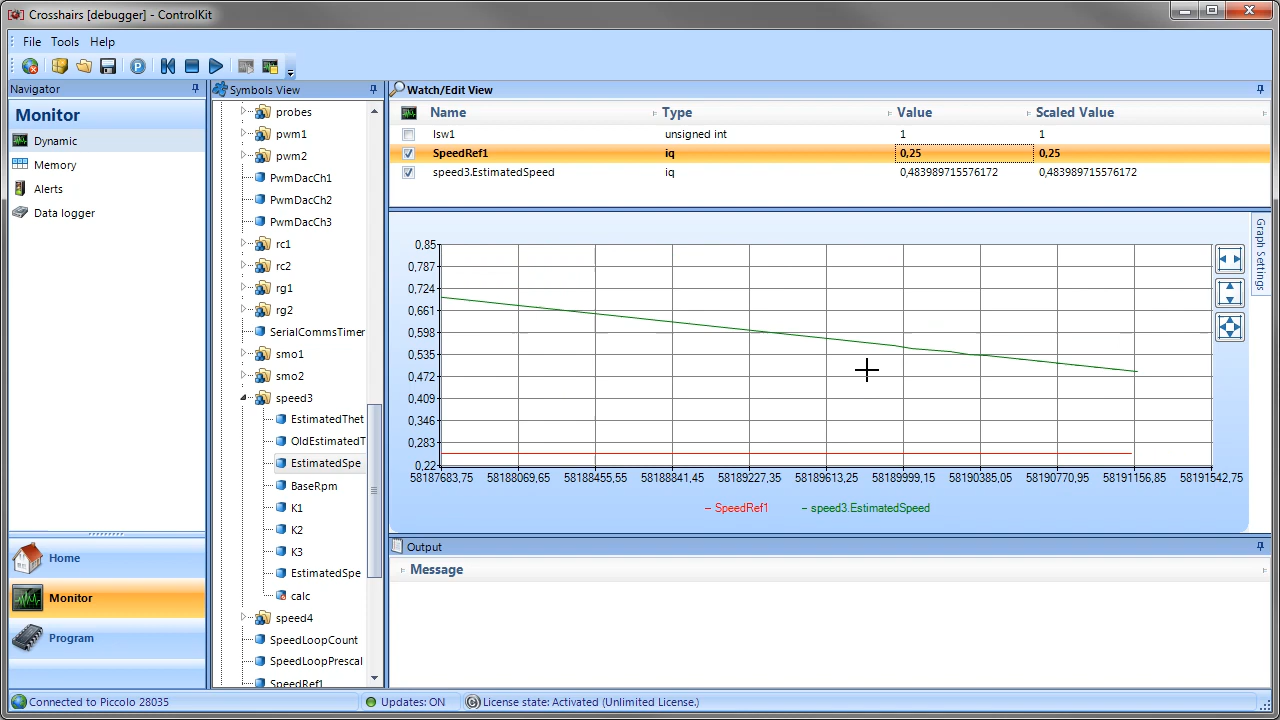 Crosshairs [debugger] - ControlKit
File Tools Help
Navigator
Monitor
Dynamic
Memory
Alerts
Data logger
Home
Monitor
Program
Symbols View
probes
pwm1
pwm2
PwmDacCh1
PwmDacCh2
PwmDacCh3
rc1
rc2
rg1
rg2
SerialCommsTimer
smo1
smo2
speed3
EstimatedThet
OldEstimatedT
EstimatedSpe
BaseRpm
K1
K2
K3
EstimatedSpe
calc
speed4
SpeedLoopCount
SpeedLoopPrescal
SpeedRef1
Watch/Edit View
Name Type Value Scaled Value
lsw1 unsigned int 1 1
SpeedRef1 iq 0,25 0,25
speed3.EstimatedSpeed iq 0,483989715576172 0,483989715576172
Graph Settings
0,85
0,787
0,724
0,661
0,598
0,535
0,472
0,409
0,346
0,283
0,22
58187683,75 58188069,65 58188455,55 58188841,45 58189227,35 58189613,25 58189999,15 58190385,05 58190770,95 58191156,85 58191542,75
SpeedRef1 speed3.EstimatedSpeed
Output
Message
Connected to Piccolo 28035 Updates: ON License state: Activated (Unlimited License.)